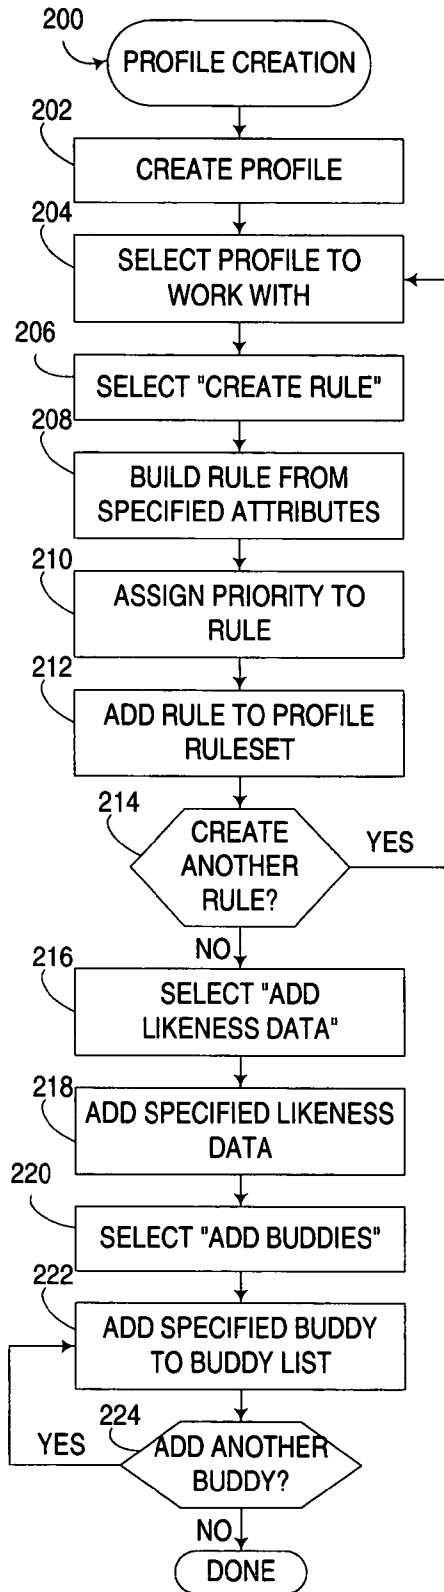 200
PROFILE CREATION
202
CREATE PROFILE
204
SELECT PROFILE TO
WORK WITH
206
SELECT "CREATE RULE"
208
BUILD RULE FROM
SPECIFIED ATTRIBUTES
210
ASSIGN PRIORITY TO
RULE
212
ADD RULE TO PROFILE
RULESET
214
CREATE
ANOTHER
RULE?
YES
NO
216
SELECT "ADD
LIKENESS DATA"
218
ADD SPECIFIED LIKENESS
DATA
220
SELECT "ADD BUDDIES"
222
ADD SPECIFIED BUDDY
TO BUDDY LIST
224
ADD ANOTHER
BUDDY?
YES
NO
DONE